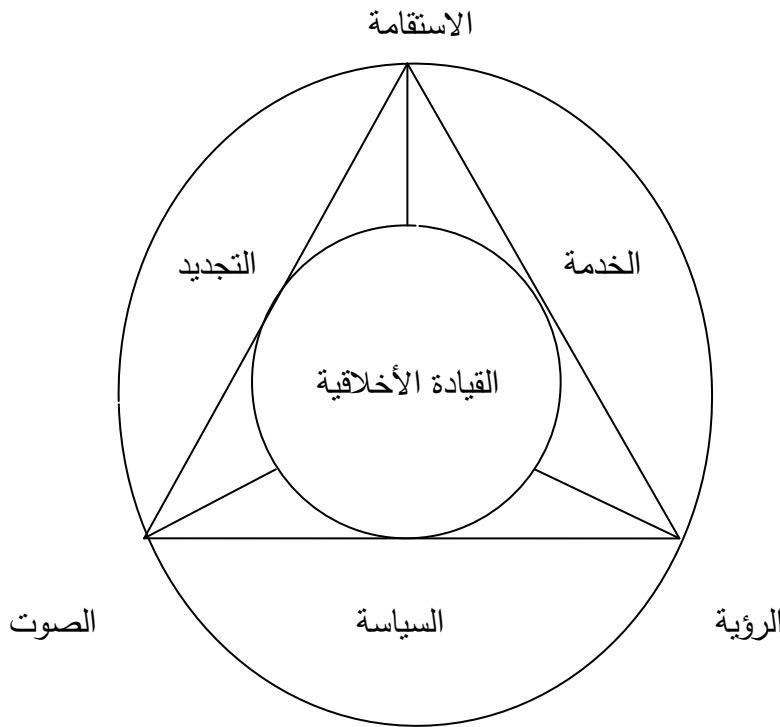 الاستقامة
الخدمة
التجديد
القيادة الأخلاقية
الرؤية
السياسة
الصوت